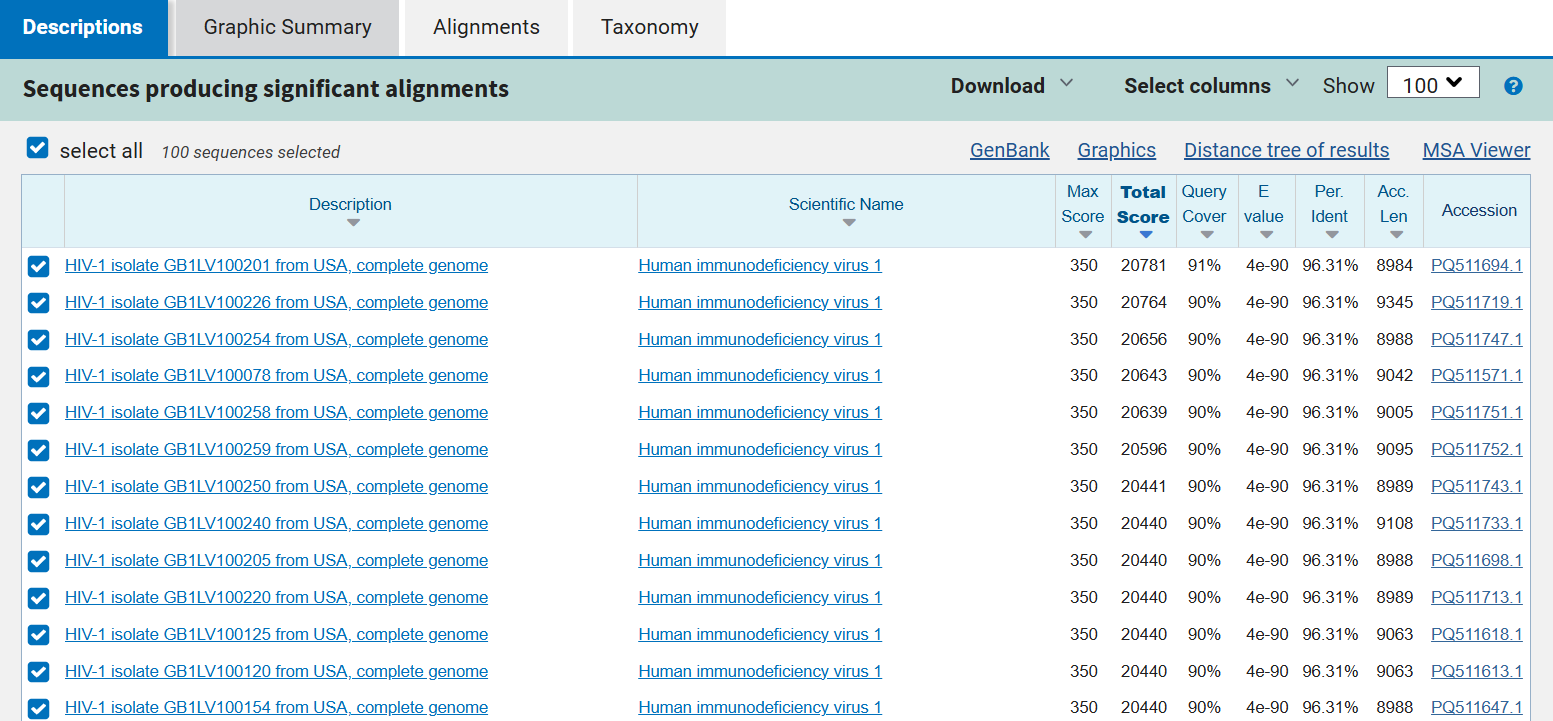 Descriptions Graphic Summary Alignments Taxonomy
Sequences producing significant alignments Download Select columns Show 100 ?
select all 100 sequences selected GenBank Graphics Distance tree of results MSA Viewer
Description Scientific Name Max Score Total Score Query Cover E value Per. Ident Acc. Len Accession
HIV-1 isolate GB1LV100201 from USA, complete genome Human immunodeficiency virus 1 350 20781 91% 4e-90 96.31% 8984 PQ511694.1
HIV-1 isolate GB1LV100226 from USA, complete genome Human immunodeficiency virus 1 350 20764 90% 4e-90 96.31% 9345 PQ511719.1
HIV-1 isolate GB1LV100254 from USA, complete genome Human immunodeficiency virus 1 350 20656 90% 4e-90 96.31% 8988 PQ511747.1
HIV-1 isolate GB1LV100078 from USA, complete genome Human immunodeficiency virus 1 350 20643 90% 4e-90 96.31% 9042 PQ511571.1
HIV-1 isolate GB1LV100258 from USA, complete genome Human immunodeficiency virus 1 350 20639 90% 4e-90 96.31% 9005 PQ511751.1
HIV-1 isolate GB1LV100259 from USA, complete genome Human immunodeficiency virus 1 350 20596 90% 4e-90 96.31% 9095 PQ511752.1
HIV-1 isolate GB1LV100250 from USA, complete genome Human immunodeficiency virus 1 350 20441 90% 4e-90 96.31% 8989 PQ511743.1
HIV-1 isolate GB1LV100240 from USA, complete genome Human immunodeficiency virus 1 350 20440 90% 4e-90 96.31% 9108 PQ511733.1
HIV-1 isolate GB1LV100205 from USA, complete genome Human immunodeficiency virus 1 350 20440 90% 4e-90 96.31% 8988 PQ511698.1
HIV-1 isolate GB1LV100220 from USA, complete genome Human immunodeficiency virus 1 350 20440 90% 4e-90 96.31% 8989 PQ511713.1
HIV-1 isolate GB1LV100125 from USA, complete genome Human immunodeficiency virus 1 350 20440 90% 4e-90 96.31% 9063 PQ511618.1
HIV-1 isolate GB1LV100120 from USA, complete genome Human immunodeficiency virus 1 350 20440 90% 4e-90 96.31% 9063 PQ511613.1
HIV-1 isolate GB1LV100154 from USA, complete genome Human immunodeficiency virus 1 350 20440 90% 4e-90 96.31% 8988 PQ511647.1